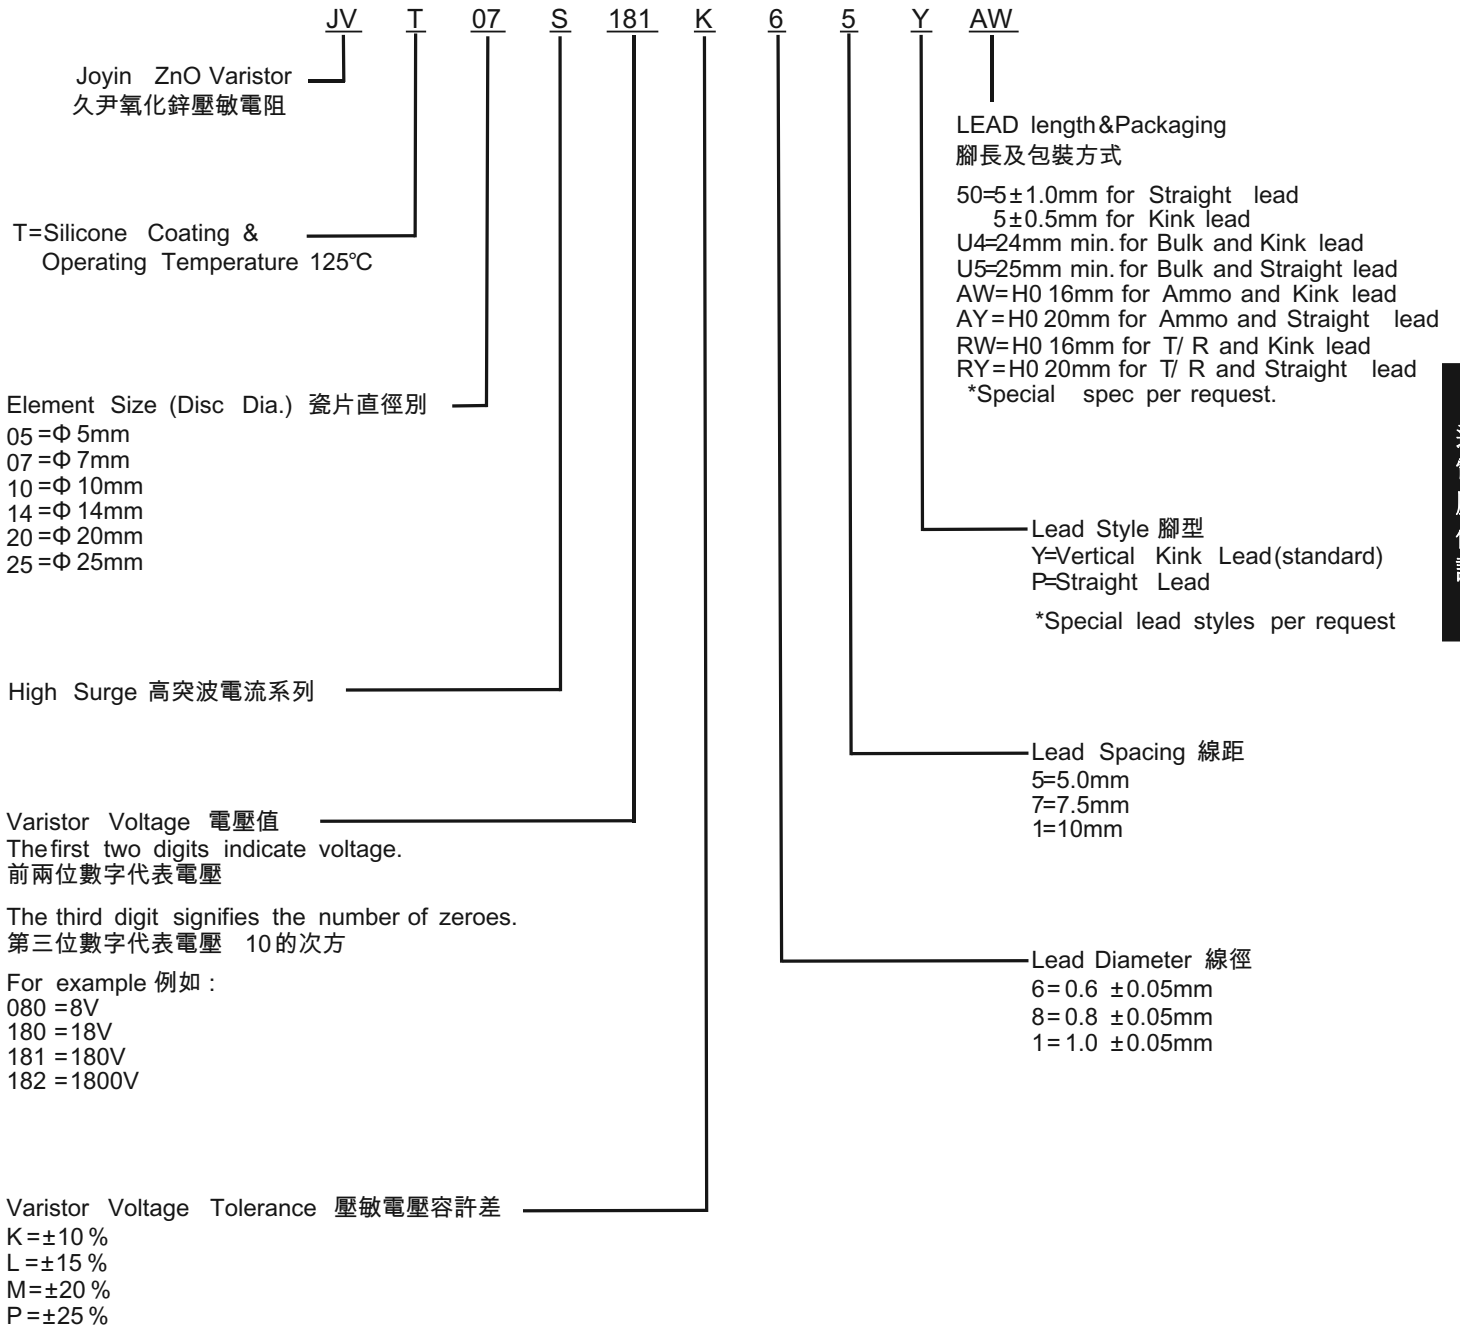 JV T 07 S 181 K 6 5 Y AW
Joyin ZnO Varistor
久尹氧化鋅壓敏電阻
T=Silicone Coating &
Operating Temperature 125℃
Element Size (Disc Dia.) 瓷片直徑別
05 =Φ 5mm
07 =Φ 7mm
10 =Φ 10mm
14 =Φ 14mm
20 =Φ 20mm
25 =Φ 25mm
High Surge 高突波電流系列
Varistor Voltage 電壓值
The first two digits indicate voltage.
前兩位數字代表電壓
The third digit signifies the number of zeroes.
第三位數字代表電壓 10的次方
For example 例如 :
080 =8V
180 =18V
181 =180V
182 =1800V
Varistor Voltage Tolerance 壓敏電壓容許差
K=±10 %
L=±15 %
M=±20 %
P=±25 %
LEAD length&Packaging
腳長及包裝方式
50=5±1.0mm for Straight lead
5±0.5mm for Kink lead
U4=24mm min. for Bulk and Kink lead
U5=25mm min. for Bulk and Straight lead
AW=H0 16mm for Ammo and Kink lead
AY=H0 20mm for Ammo and Straight lead
RW=H0 16mm for T/ R and Kink lead
RY=H0 20mm for T/ R and Straight lead
*Special spec per request.
Lead Style 腳型
Y=Vertical Kink Lead(standard)
P=Straight Lead
*Special lead styles per request
Lead Spacing 線距
5=5.0mm
7=7.5mm
1=10mm
Lead Diameter 線徑
6=0.6 ±0.05mm
8=0.8 ±0.05mm
1=1.0 ±0.05mm